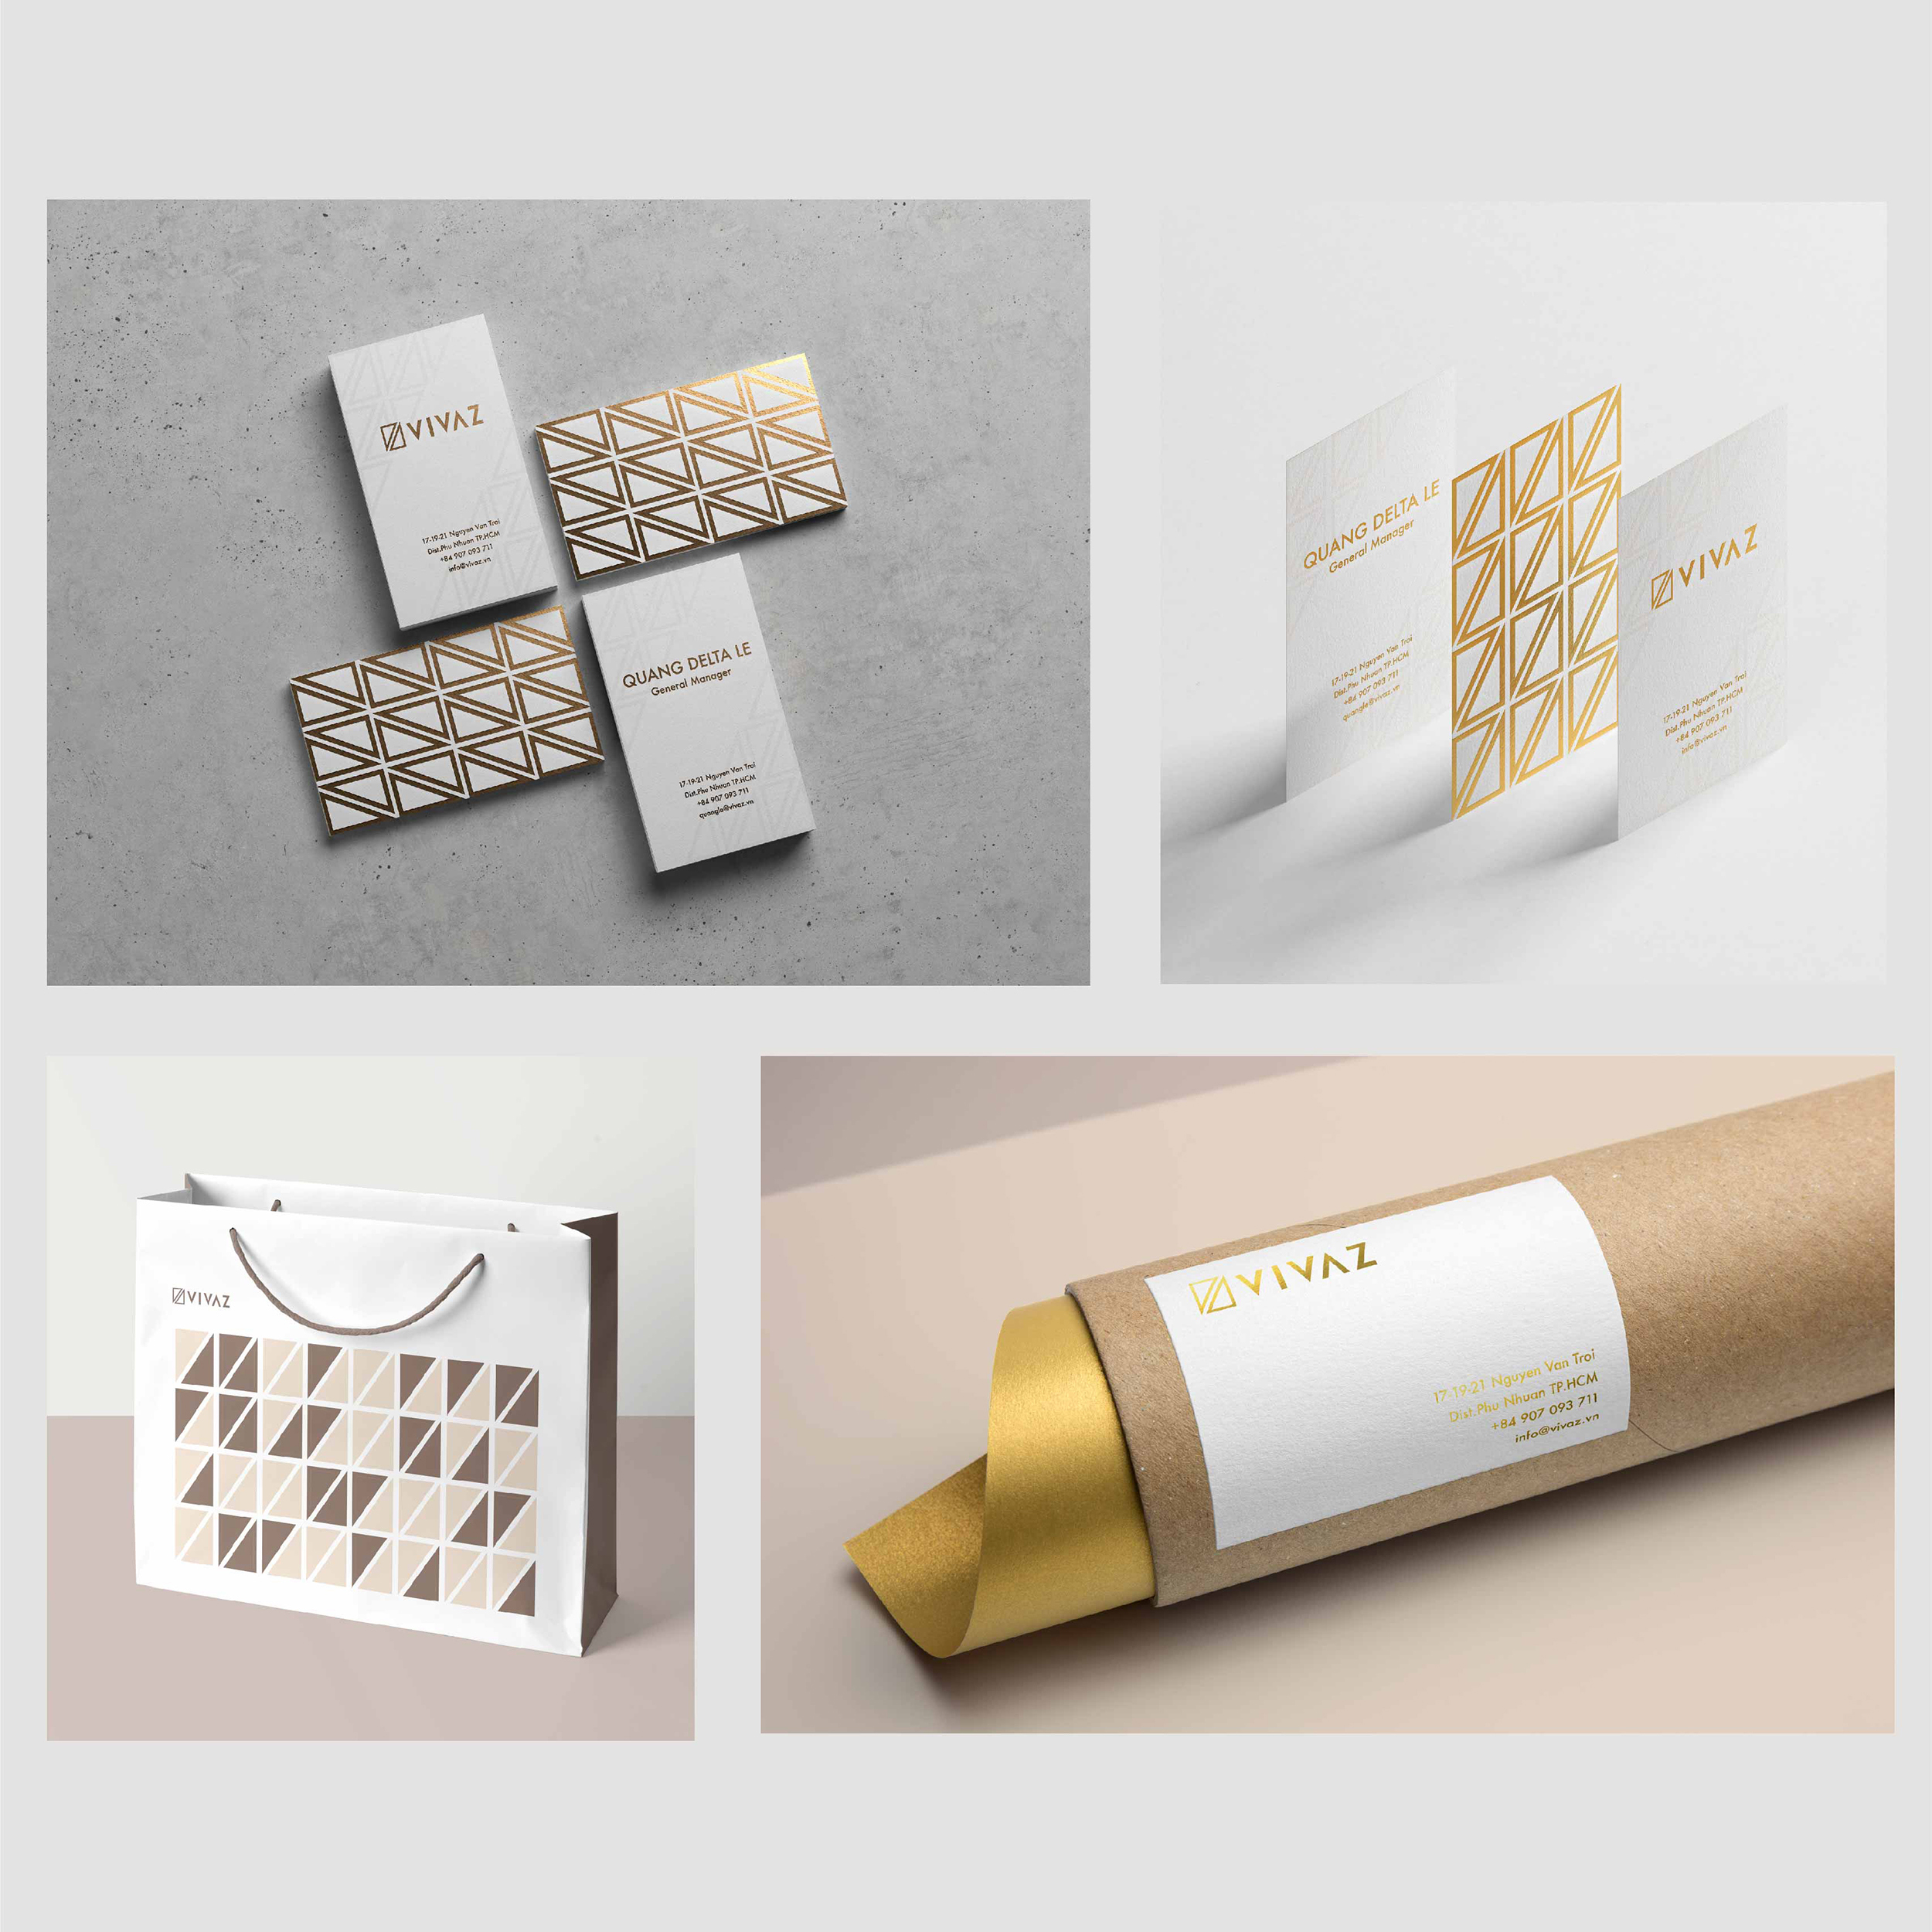 VIVAZ
17-19-21 Nguyen Van Troi
Dist.Phu Nhuan TP.HCM
+84 907 093 711
info@vivaz.vn
QUANG DELTA LE
General Manager
17-19-21 Nguyen Van Troi
Dist.Phu Nhuan TP.HCM
+84 907 093 711
quangle@vivaz.vn
QUANG DELTA LE
General Manager
17-19-21 Nguyen Van Troi
Dist.Phu Nhuan TP.HCM
+84 907 093 711
quangle@vivaz.vn
VIVAZ
17-19-21 Nguyen Van Troi
Dist.Phu Nhuan TP.HCM
+84 907 093 711
info@vivaz.vn
VIVAZ
VIVAZ
17-19-21 Nguyen Van Troi
Dist.Phu Nhuan TP.HCM
+84 907 093 711
info@vivaz.vn